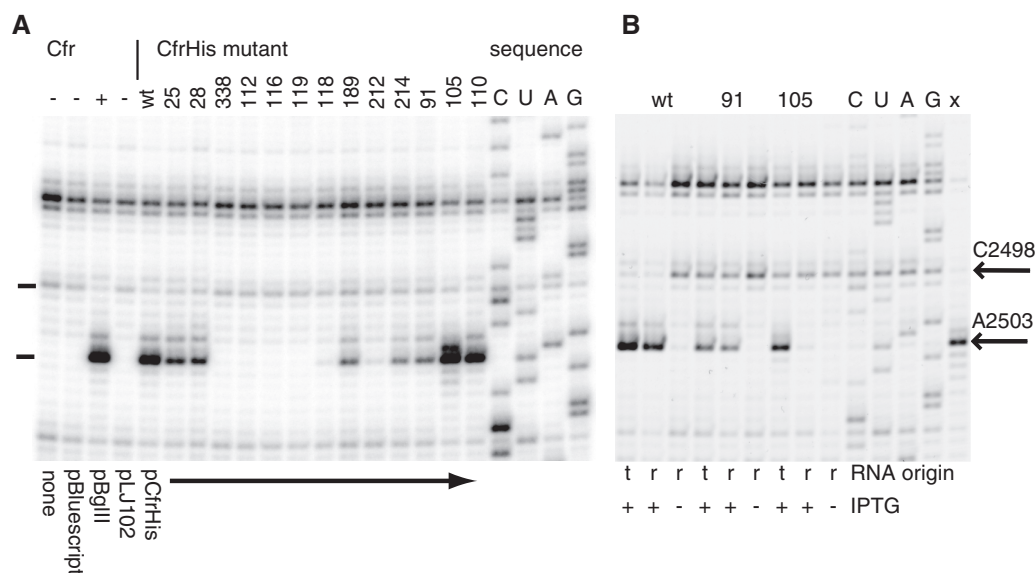 A
Cfr
CfrHis mutant
sequence
- - + - wt 25 28 338 112 116 119 118 189 212 214 91 105 110 C U A G
none
pBluescript
pBglII
pLJ102
pCfrHis
B
wt 91 105 C U A G x
C2498
A2503
t r r t r r t r r RNA origin
+ + - + + - + + - IPTG